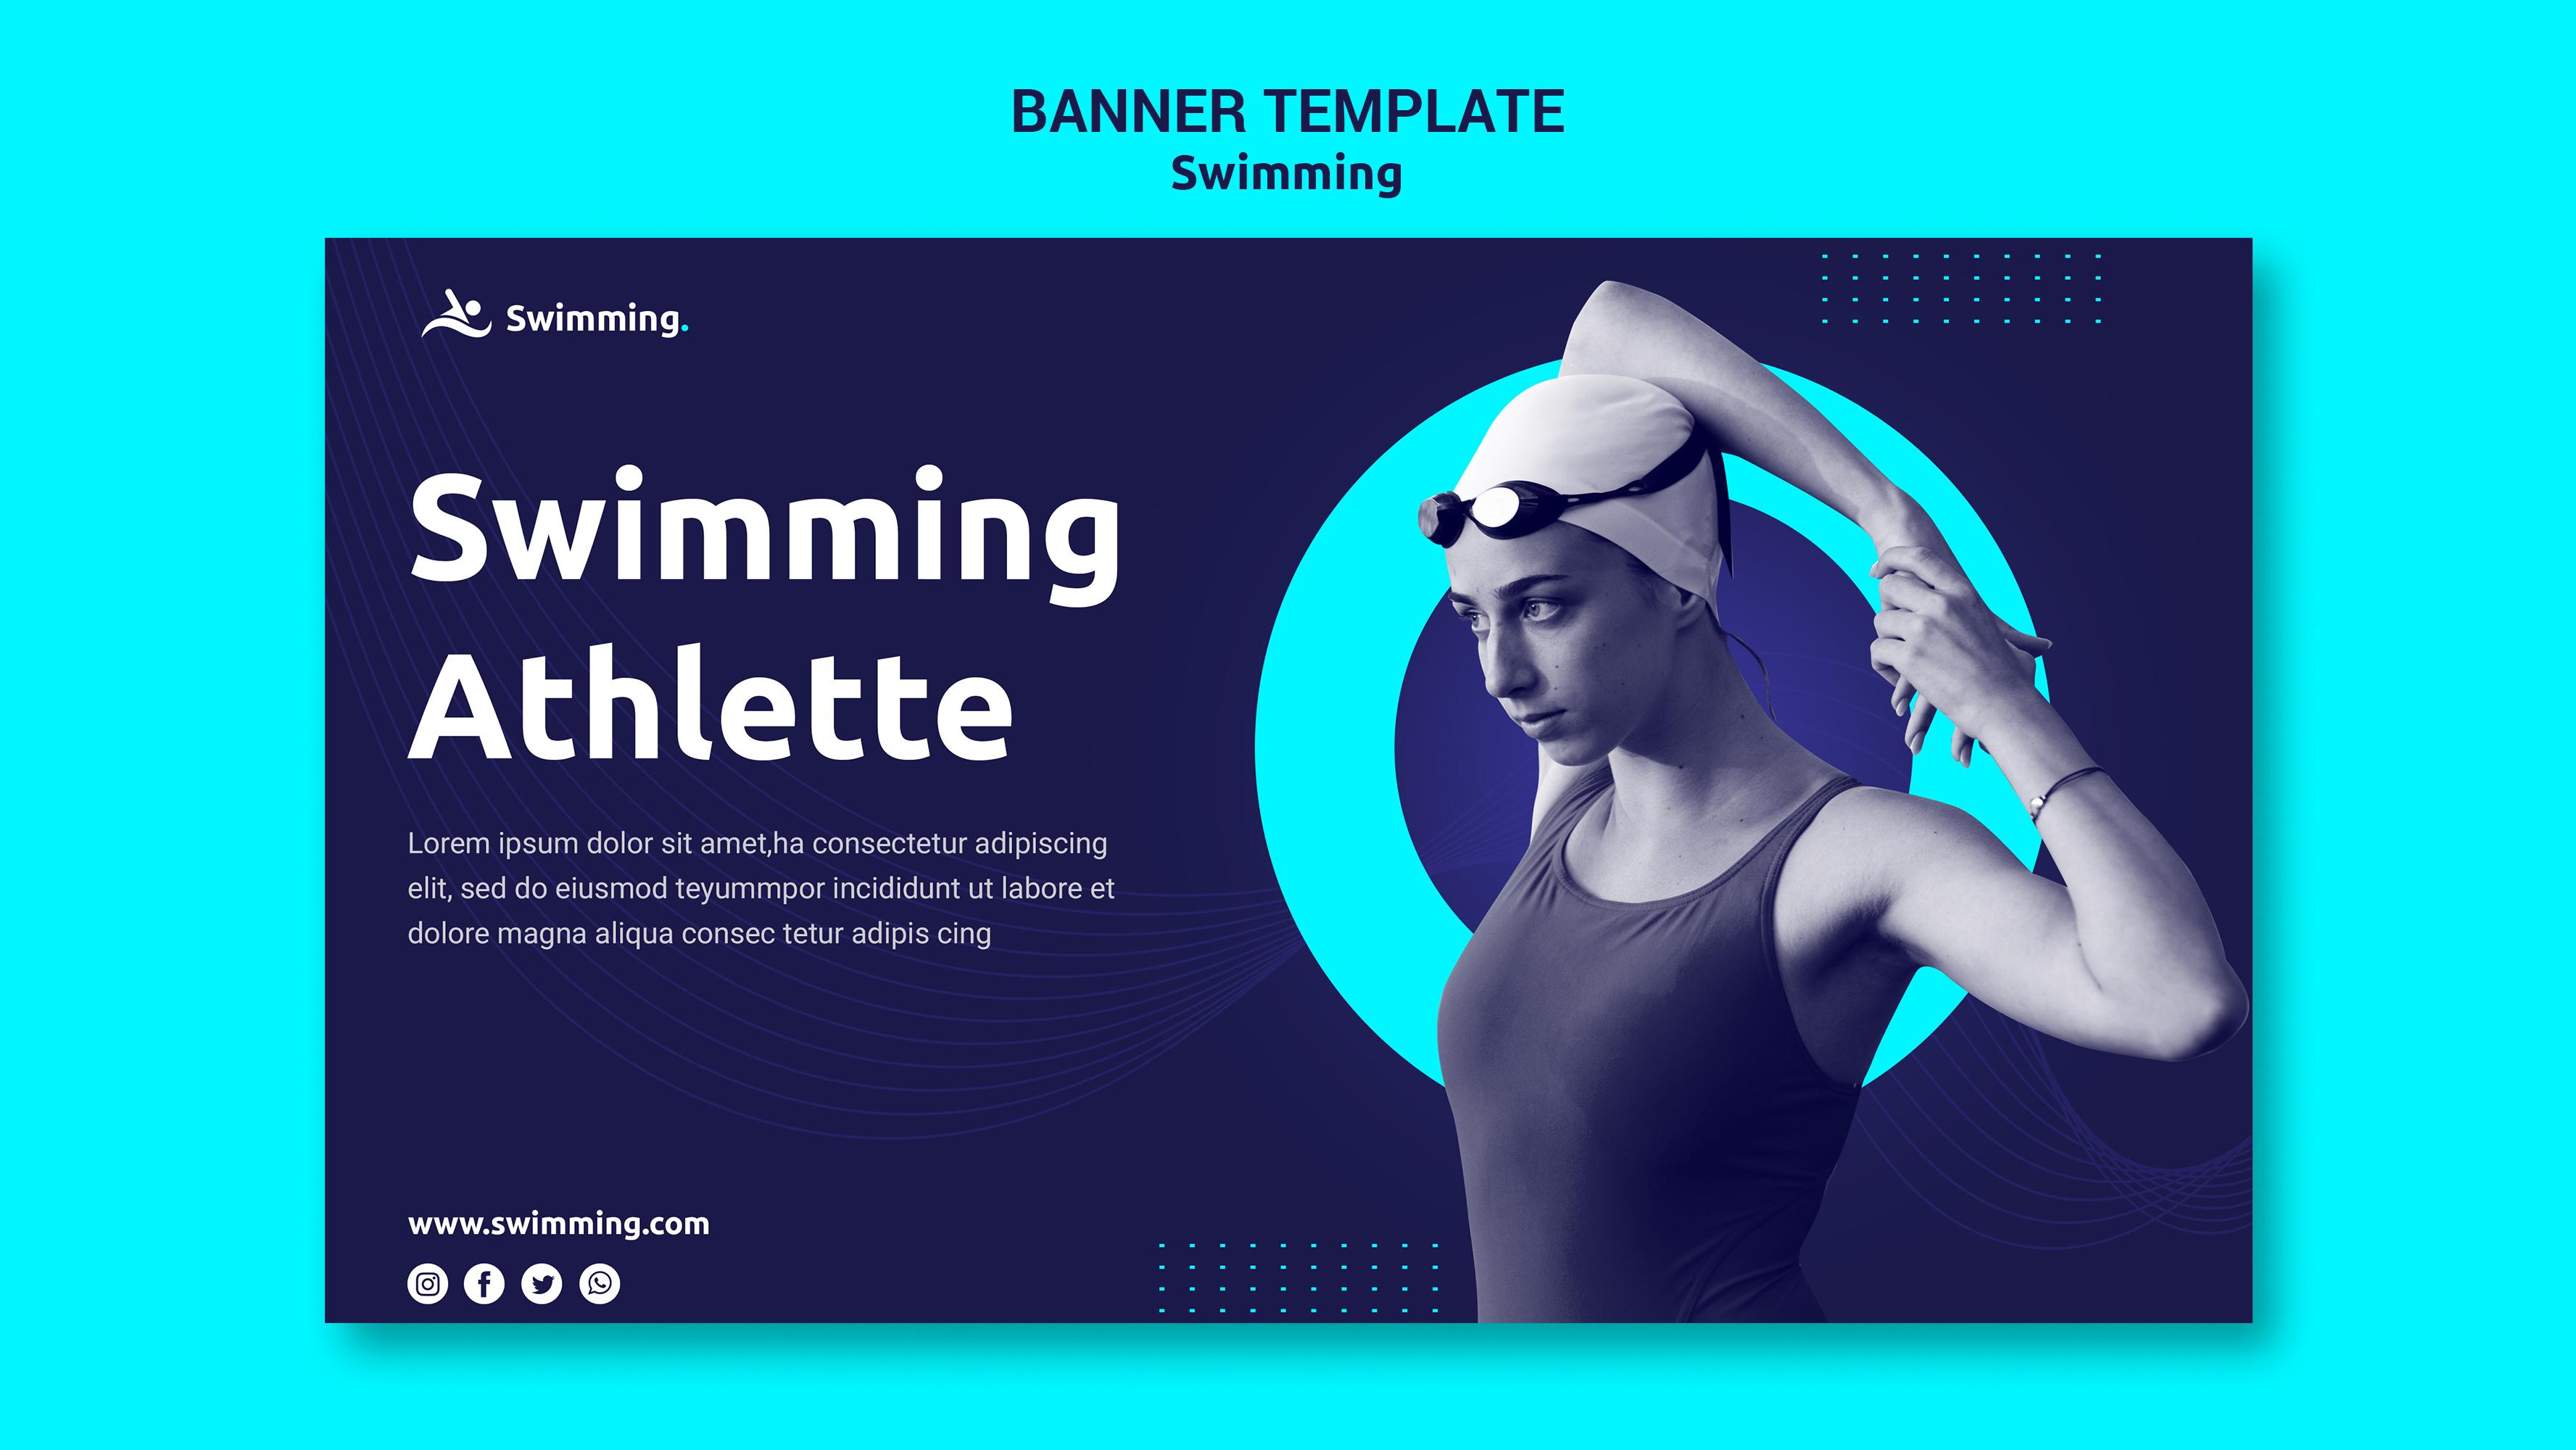 BANNER TEMPLATE
Swimming
Swimming.
Swimming
Athlette
Lorem ipsum dolor sit amet,ha consectetur adipiscing
elit, sed do eiusmod teyummpor incididunt ut labore et
dolore magna aliqua consec tetur adipis cing
www.swimming.com